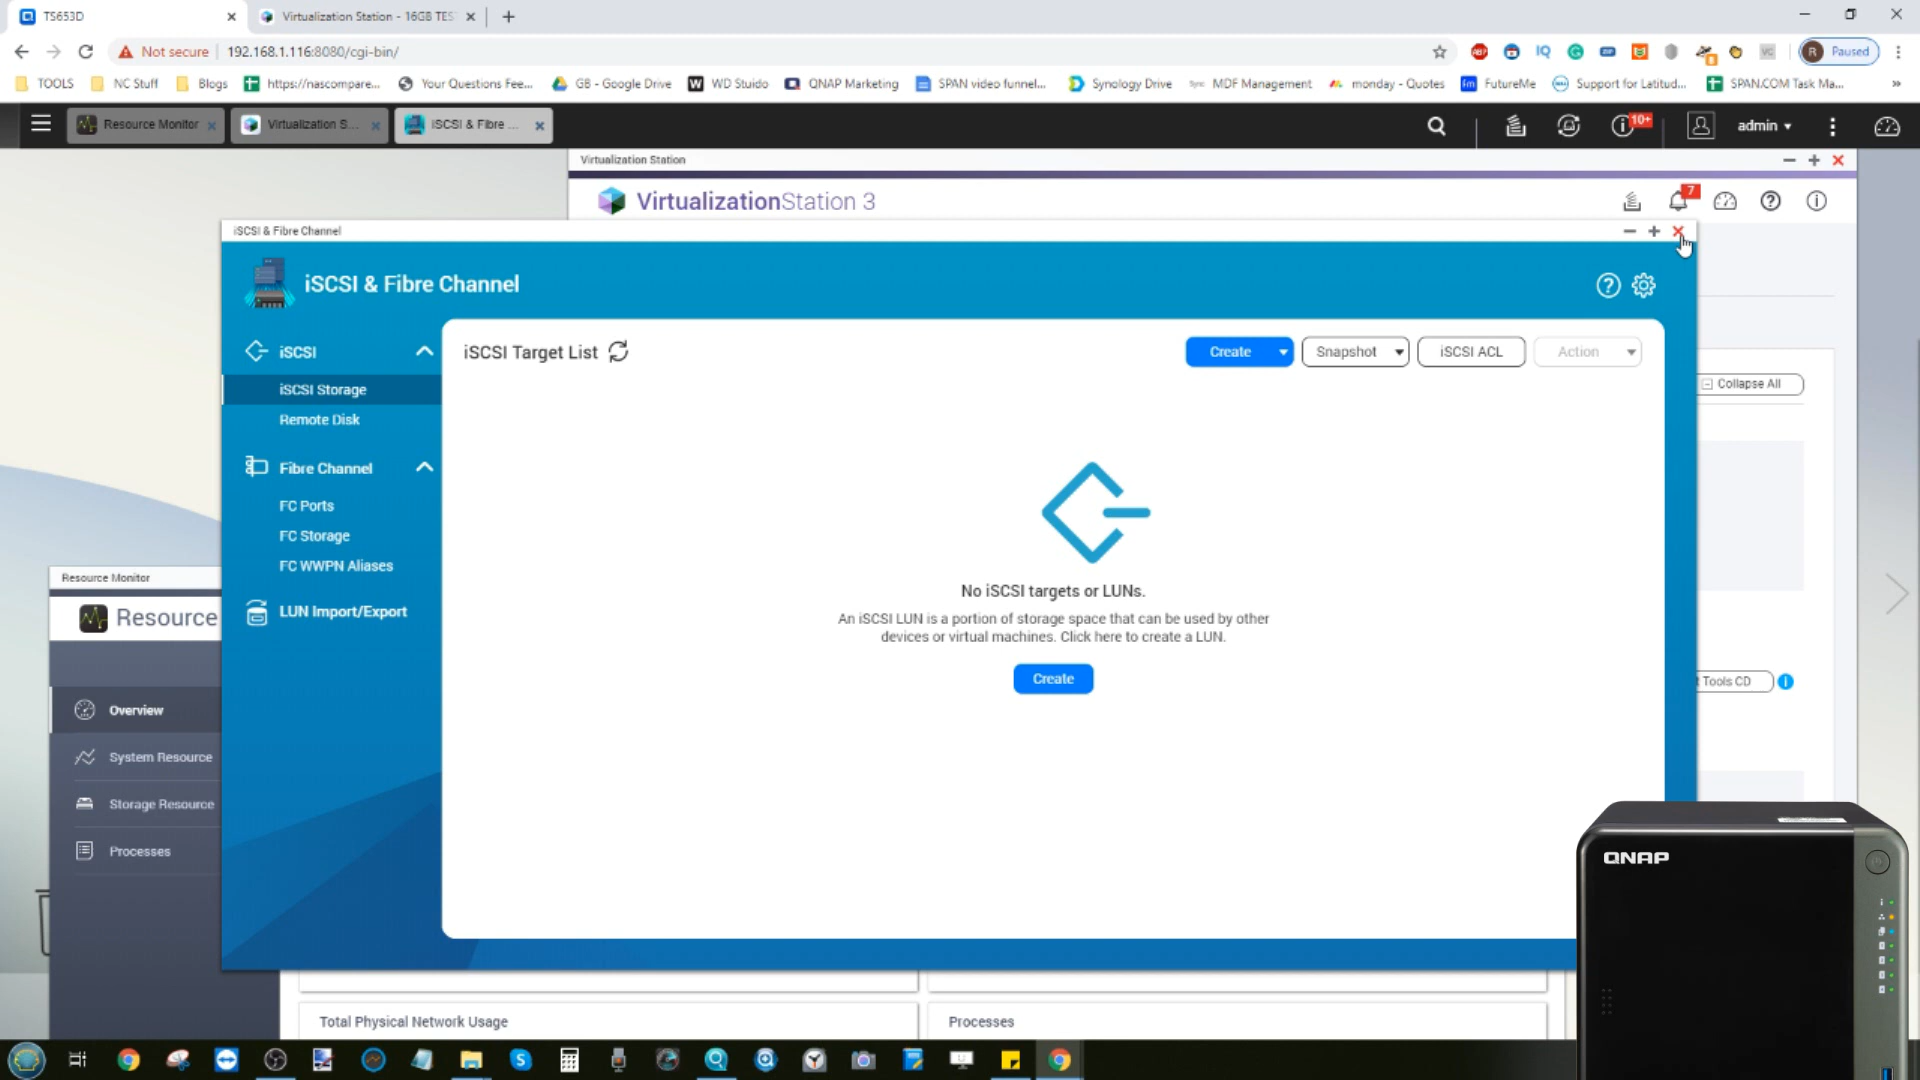 TS653D
Virtualization Station - 16GB TES
Not secure
192.168.1.116:8080/cgi-bin/
ABP
IQ
VC
R
Paused
TOOLS
NC Stuff
Blogs
https://nascompare...
Your Questions Fee...
GB - Google Drive
WD Stuido
QNAP Marketing
SPAN video funnel...
Synology Drive
MDF Management
monday - Quotes
FutureMe
Support for Latitud...
SPAN.COM Task Ma...
Resource Monitor
Virtualization S...
iSCSI & Fibre ...
10+
admin
Virtualization Station
VirtualizationStation 3
7
iSCSI & Fibre Channel
iSCSI & Fibre Channel
iSCSI
iSCSI Storage
Remote Disk
Fibre Channel
FC Ports
FC Storage
FC WWPN Aliases
LUN Import/Export
iSCSI Target List
Create
Snapshot
iSCSI ACL
Action
No iSCSI targets or LUNs.
An iSCSI LUN is a portion of storage space that can be used by other
devices or virtual machines. Click here to create a LUN.
Create
Collapse All
Tools CD
Resource Monitor
Resource
Overview
System Resource
Storage Resource
Processes
Total Physical Network Usage
Processes
QNAP